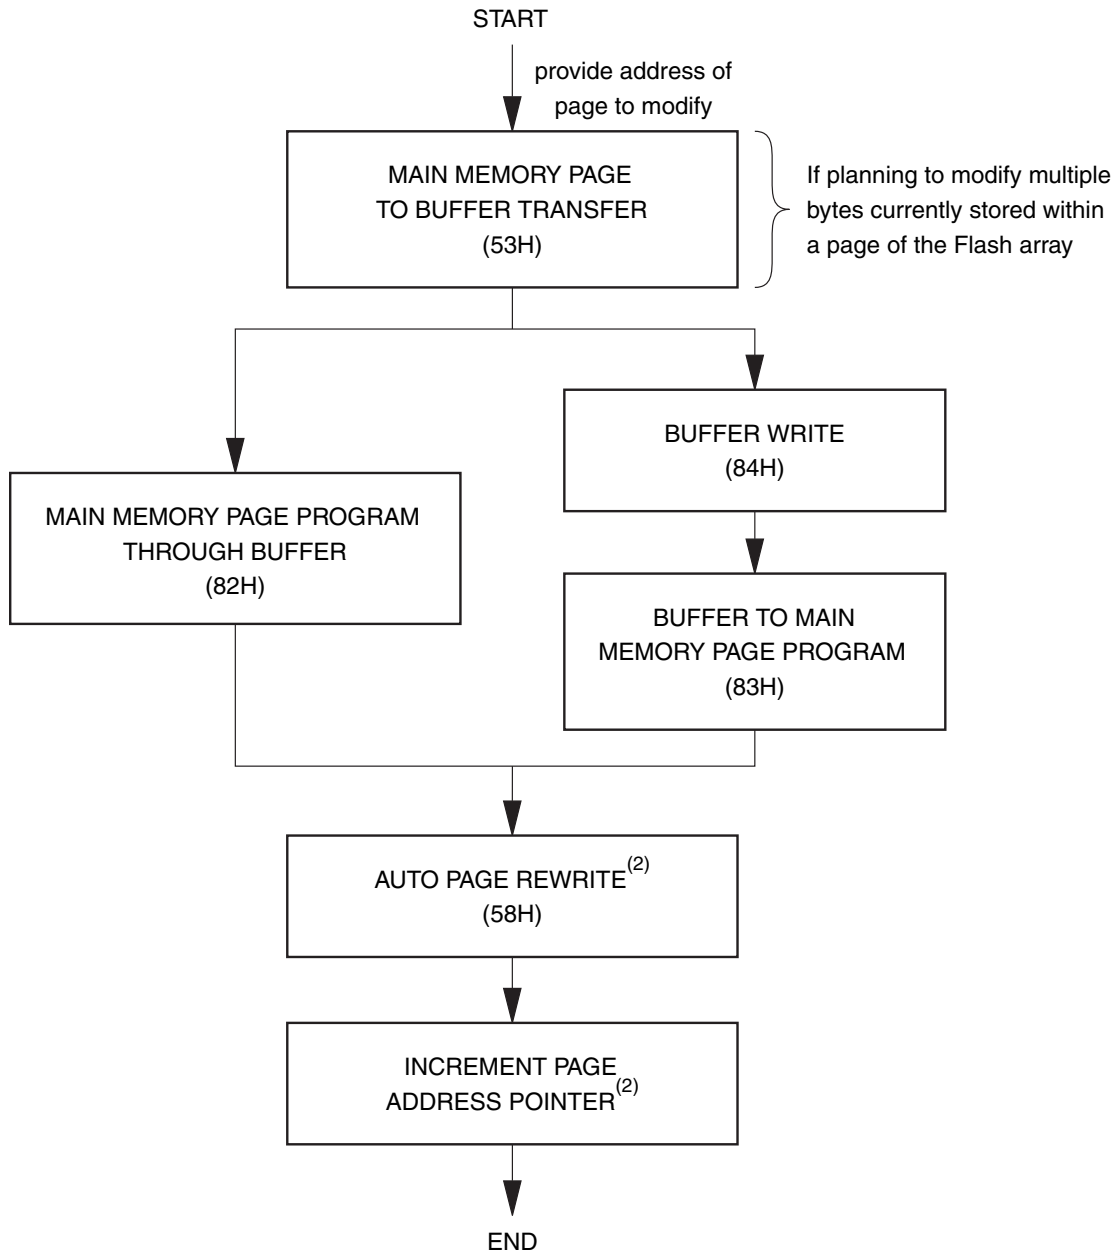 START
provide address of
page to modify
MAIN MEMORY PAGE
TO BUFFER TRANSFER
(53H)
If planning to modify multiple
bytes currently stored within
a page of the Flash array
BUFFER WRITE
(84H)
MAIN MEMORY PAGE PROGRAM
THROUGH BUFFER
(82H)
BUFFER TO MAIN
MEMORY PAGE PROGRAM
(83H)
AUTO PAGE REWRITE(2)
(58H)
INCREMENT PAGE
ADDRESS POINTER(2)
END